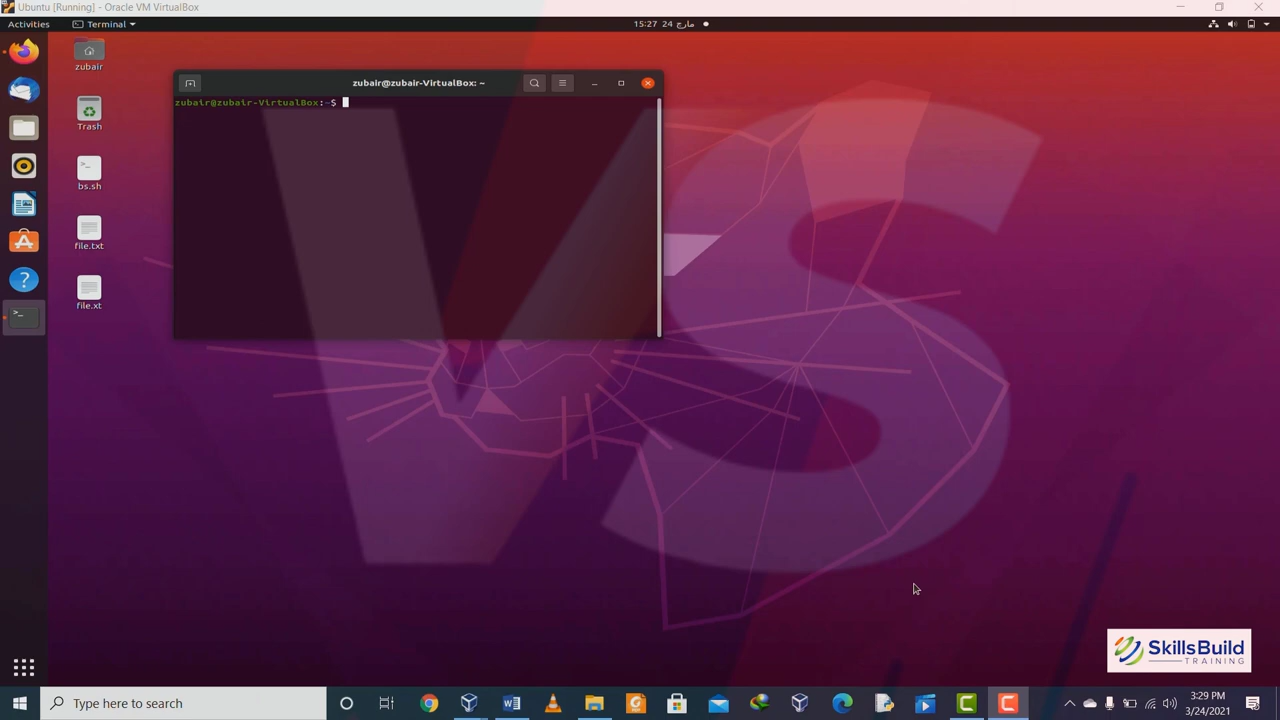 Ubuntu [Running] - Oracle VM VirtualBox
Activities
Terminal
15:27 24 مارچ
zubair
Trash
bs.sh
file.txt
file.xt
zubair@zubair-VirtualBox: ~
zubair@zubair-VirtualBox:~$
VS
SkillsBuild
TRAINING
Type here to search
3:29 PM
3/24/2021